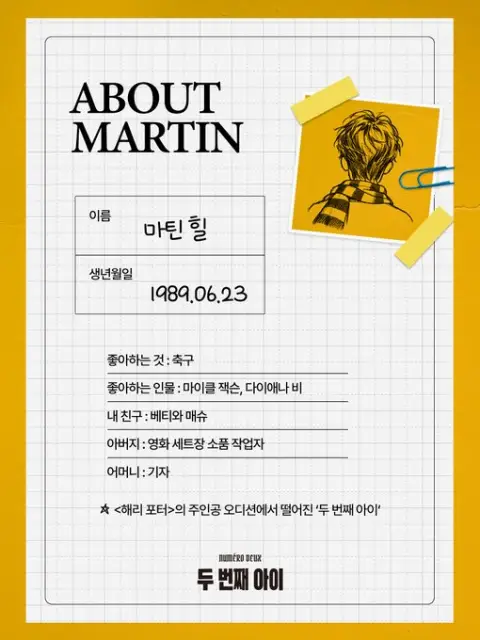 ABOUT
MARTIN
이름
마틴 힐
생년월일
1989.06.23
좋아하는 것 : 축구
좋아하는 인물 : 마이클 잭슨, 다이애나 비
내 친구 : 베티와 매슈
아버지 : 영화 세트장 소품 작업자
어머니 : 기자
☆ <해리 포터>의 주인공 오디션에서 떨어진 '두 번째 아이'
NUMÉRO DEUX
두 번째 아이